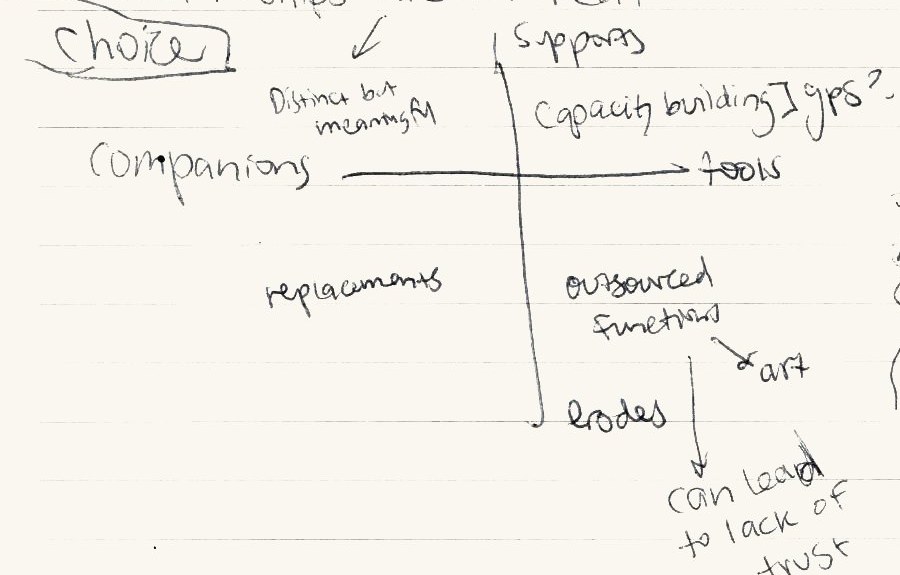 Choice
Supports
Distinct but
meaningful
Capacity building] gps?
Companions
tools
replacements
outsourced
functions
art
erodes
can lead
to lack of
trust